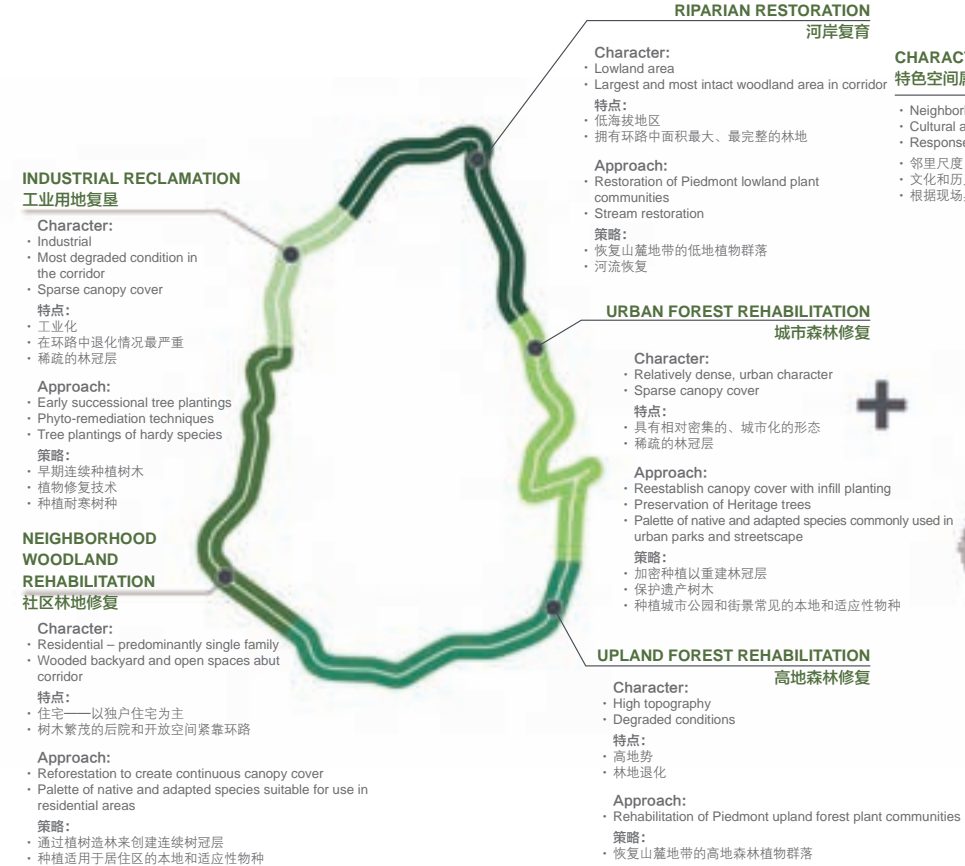 RIPARIAN RESTORATION
河岸复育
Character:
· Lowland area
· Largest and most intact woodland area in corridor
特点：
· 低海拔地区
· 拥有环路中面积最大、最完整的林地
Approach:
· Restoration of Piedmont lowland plant
communities
· Stream restoration
策略：
· 恢复山麓地带的低地植物群落
· 河流恢复
CHARACT
特色空间
· Neighbor
· Cultural a
· Response
· 邻里尺度
· 文化和历
· 根据现场
INDUSTRIAL RECLAMATION
工业用地复垦
Character:
· Industrial
· Most degraded condition in
the corridor
· Sparse canopy cover
特点：
· 工业化
· 在环路中退化情况最严重
· 稀疏的林冠层
Approach:
· Early successional tree plantings
· Phyto-remediation techniques
· Tree plantings of hardy species
策略：
· 早期连续种植树木
· 植物修复技术
· 种植耐寒树种
URBAN FOREST REHABILITATION
城市森林修复
Character:
· Relatively dense, urban character
· Sparse canopy cover
特点：
· 具有相对密集的、城市化的形态
· 稀疏的林冠层
Approach:
· Reestablish canopy cover with infill planting
· Preservation of Heritage trees
· Palette of native and adapted species commonly used in
urban parks and streetscape
策略：
· 加密种植以重建林冠层
· 保护遗产树木
· 种植城市公园和街景常见的本地和适应性物种
NEIGHBORHOOD
WOODLAND
REHABILITATION
社区林地修复
Character:
· Residential – predominantly single family
· Wooded backyard and open spaces abut
corridor
特点：
· 住宅——以独户住宅为主
· 树木繁茂的后院和开放空间紧靠环路
Approach:
· Reforestation to create continuous canopy cover
· Palette of native and adapted species suitable for use in
residential areas
策略：
· 通过植树造林来创建连续树冠层
· 种植适用于居住区的本地和适应性物种
UPLAND FOREST REHABILITATION
高地森林修复
Character:
· High topography
· Degraded conditions
特点：
· 高地势
· 林地退化
Approach:
· Rehabilitation of Piedmont upland forest plant communities
策略：
· 恢复山麓地带的高地森林植物群落